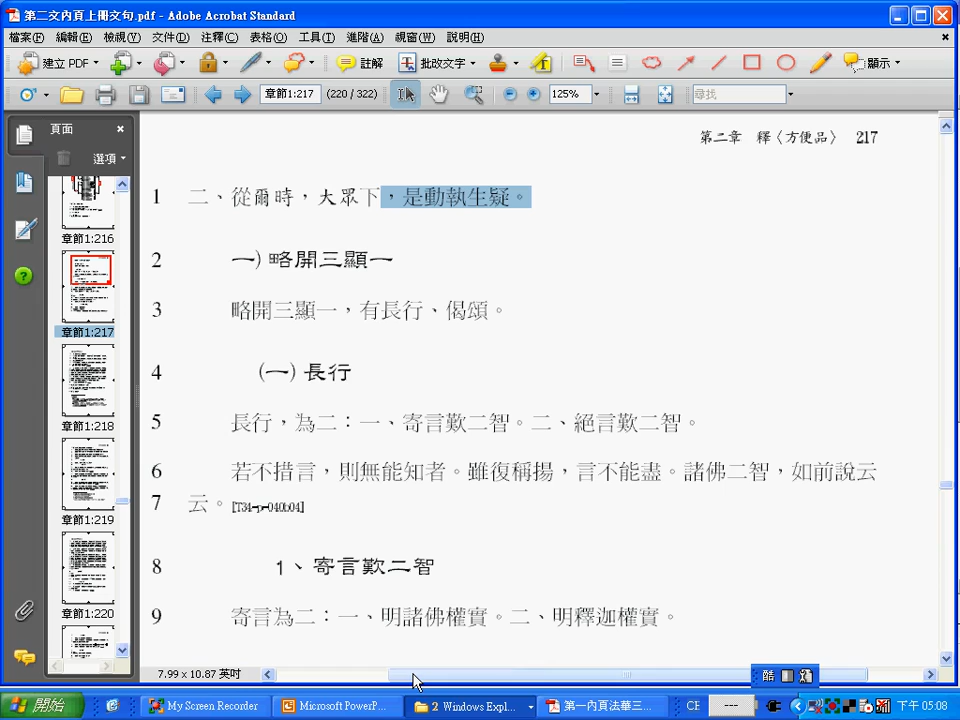 第二文內頁上冊文句.pdf - Adobe Acrobat Standard
檔案(F) 編輯(E) 檢視(V) 文件(D) 注釋(C) 表格(O) 工具(T) 進階(A) 視窗(W) 說明(H)
建立 PDF 註解 批改文字 顯示
章節1:217 (220 / 322) 125% 尋找
頁面
選項
章節1:216
章節1:217
章節1:218
章節1:219
章節1:220
第二章 釋〈方便品〉 217
1 二、從爾時，大眾下，是動執生疑。
2 一）略開三顯一
3 略開三顯一，有長行、偈頌。
4 （一）長行
5 長行，為二：一、寄言歎二智。二、絕言歎二智。
6 若不措言，則無能知者。雖復稱揚，言不能盡。諸佛二智，如前說云
7 云。[T34-p-040b04]
8 1、寄言歎二智
9 寄言為二：一、明諸佛權實。二、明釋迦權實。
7.99 x 10.87 英吋
酷
開始 My Screen Recorder Microsoft PowerP... 2 Windows Expl... 第一內頁法華三... CE --- 下午 05:08